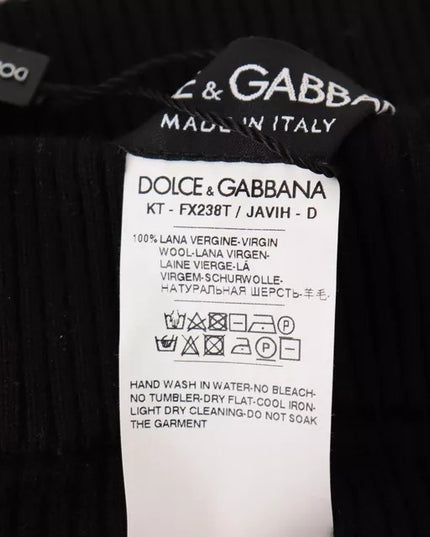 & GABBA
MADE IN ITALY
DOLCE & GABBANA
KT - FX238T / JAVIH - D
100% LANA VERGINE-VIRGIN
WOOL-LANA VIRGEN-
LAINE VIERGE-LÂ
VIRGEM-SCHURWOLLE-
НАТУРАЛЬНАЯ ШЕРСТЬ-羊毛-
HAND WASH IN WATER-NO BLEACH-
NO TUMBLER-DRY FLAT-COOL IRON-
LIGHT DRY CLEANING-DO NOT SOAK
THE GARMENT